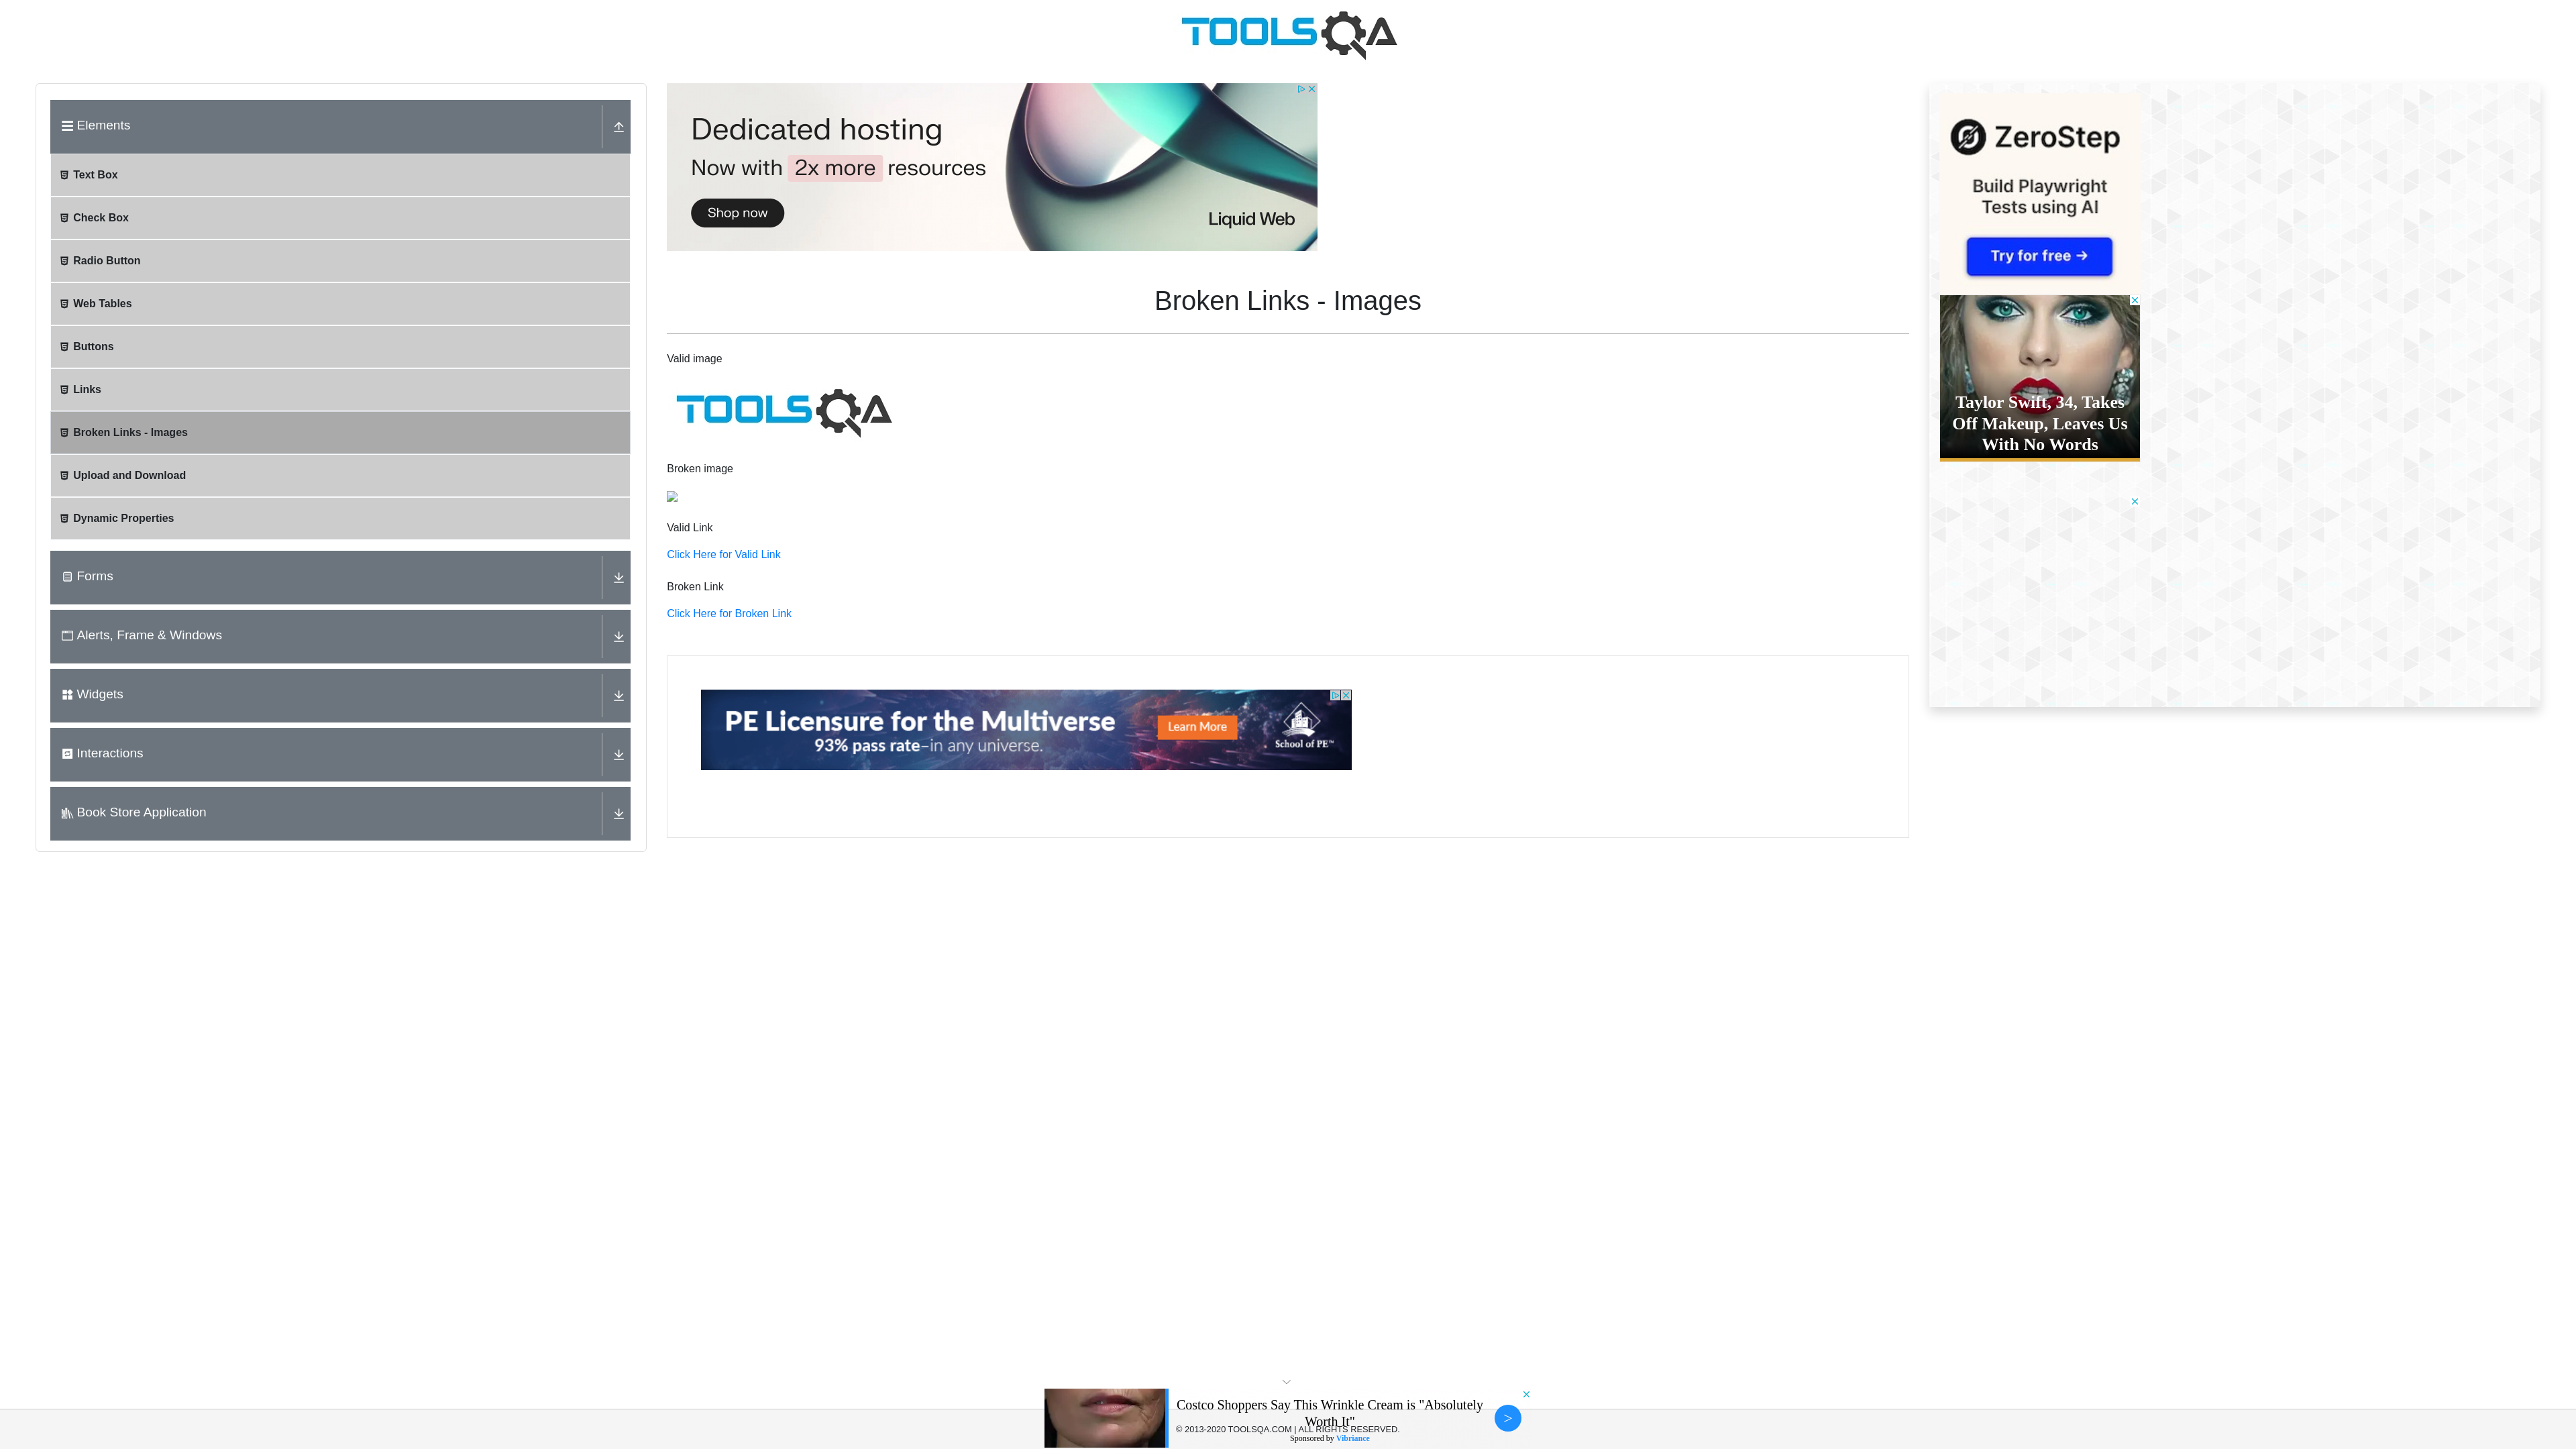 TOOLSQA
Elements
Text Box
Check Box
Radio Button
Web Tables
Buttons
Links
Broken Links - Images
Upload and Download
Dynamic Properties
Forms
Alerts, Frame & Windows
Widgets
Interactions
Book Store Application
Dedicated hosting
Now with 2x more resources
Shop now
Liquid Web
Broken Links - Images
Valid image
TOOLSQA
Broken image
Valid Link
Click Here for Valid Link
Broken Link
Click Here for Broken Link
PE Licensure for the Multiverse
93% pass rate–in any universe.
Learn More
School of PE™
ZeroStep
Build Playwright
Tests using AI
Try for free →
Taylor Swift, 34, Takes
Off Makeup, Leaves Us
With No Words
Costco Shoppers Say This Wrinkle Cream is "Absolutely
Worth It"
© 2013-2020 TOOLSQA.COM | ALL RIGHTS RESERVED.
Sponsored by Vibriance